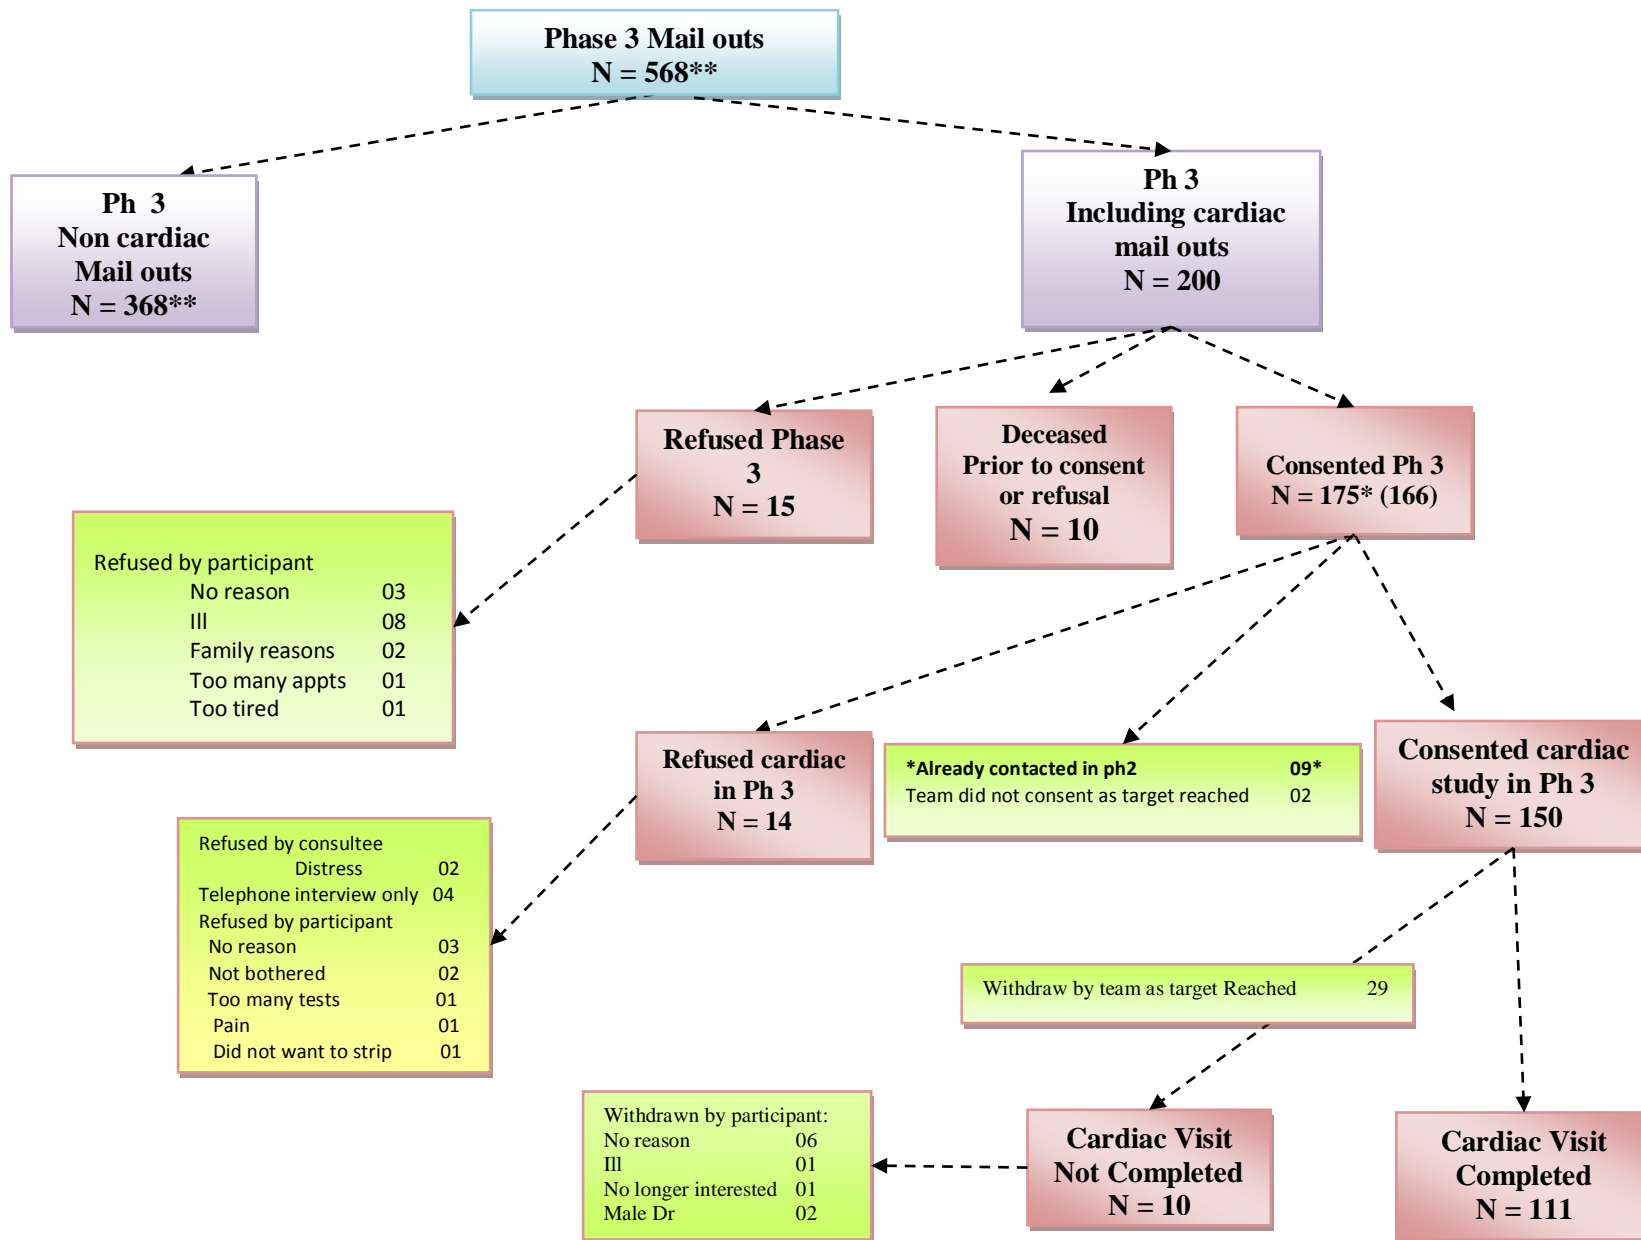 Phase 3 Mail outs
N = 568**
Ph 3
Non cardiac
Mail outs
N = 368**
Ph 3
Including cardiac
mail outs
N = 200
Refused Phase
3
N = 15
Deceased
Prior to consent
or refusal
N = 10
Consented Ph 3
N = 175* (166)
Refused by participant
No reason 03
Ill 08
Family reasons 02
Too many appts 01
Too tired 01
Refused cardiac
in Ph 3
N = 14
*Already contacted in ph2 09*
Team did not consent as target reached 02
Consented cardiac
study in Ph 3
N = 150
Refused by consultee
Distress 02
Telephone interview only 04
Refused by participant
No reason 03
Not bothered 02
Too many tests 01
Pain 01
Did not want to strip 01
Withdraw by team as target Reached 29
Withdrawn by participant:
No reason 06
Ill 01
No longer interested 01
Male Dr 02
Cardiac Visit
Not Completed
N = 10
Cardiac Visit
Completed
N = 111